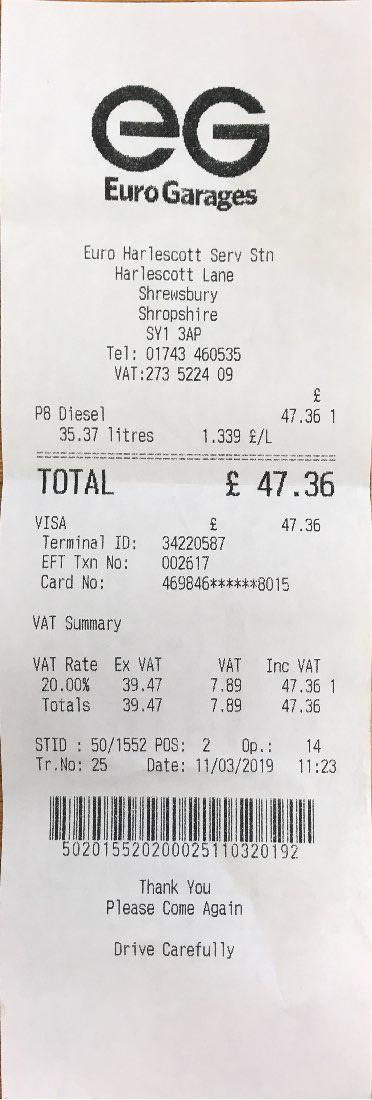 eG
Euro Garages
Euro Harlescott Serv Stn
Harlescott Lane
Shrewsbury
Shropshire
SY1 3AP
Tel: 01743 460535
VAT:273 5224 09
£
P8 Diesel 47.36 1
35.37 litres 1.339 £/L
TOTAL £ 47.36
VISA £ 47.36
Terminal ID: 34220587
EFT Txn No: 002617
Card No: 469846******8015
VAT Summary
VAT Rate Ex VAT VAT Inc VAT
20.00% 39.47 7.89 47.36 1
Totals 39.47 7.89 47.36
STID : 50/1552 POS: 2 Op.: 14
Tr.No: 25 Date: 11/03/2019 11:23
502015520200025110320192
Thank You
Please Come Again
Drive Carefully